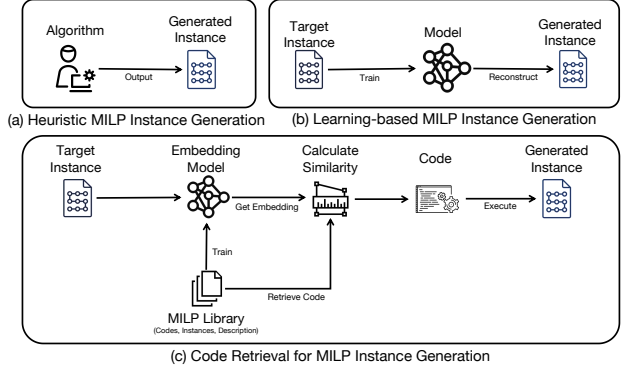 Algorithm
Generated
Instance
Output
(a) Heuristic MILP Instance Generation
Target
Instance
Model
Generated
Instance
Train
Reconstruct
(b) Learning-based MILP Instance Generation
Target
Instance
Embedding
Model
Calculate
Similarity
Code
Generated
Instance
Get Embedding
Execute
Train
Retrieve Code
MILP Library
(Codes, Instances, Description)
(c) Code Retrieval for MILP Instance Generation